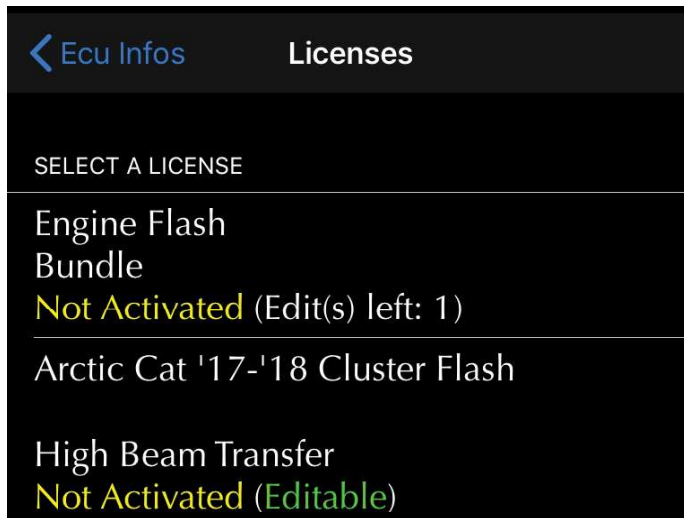 Ecu Infos Licenses
SELECT A LICENSE
Engine Flash
Bundle
Not Activated (Edit(s) left: 1)
Arctic Cat '17-'18 Cluster Flash
High Beam Transfer
Not Activated (Editable)